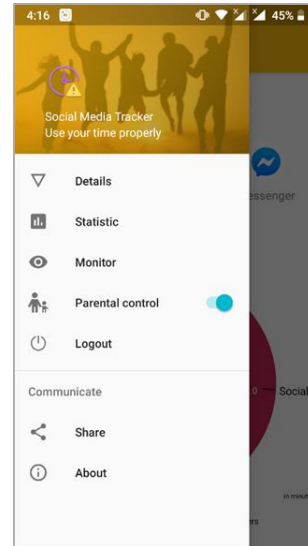 4:16
45%
Social Media Tracker
Use your time properly
Details
Statistic
Monitor
Parental control
Logout
Communicate
Share
About
essenger
0
Social
in minut
rs